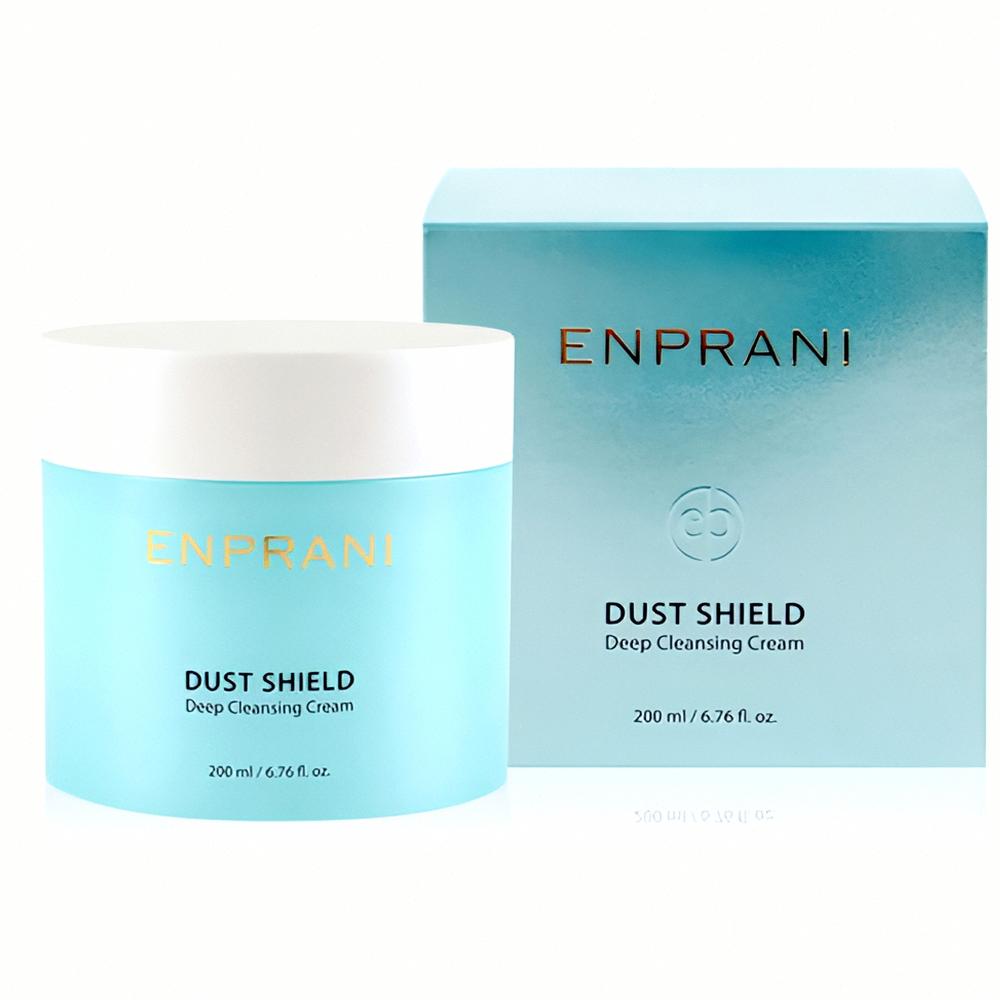 ENPRANI
DUST SHIELD
Deep Cleansing Cream
200 ml / 6.76 fl. oz.
ENPRANI
DUST SHIELD
Deep Cleansing Cream
200 ml / 6.76 fl. oz.